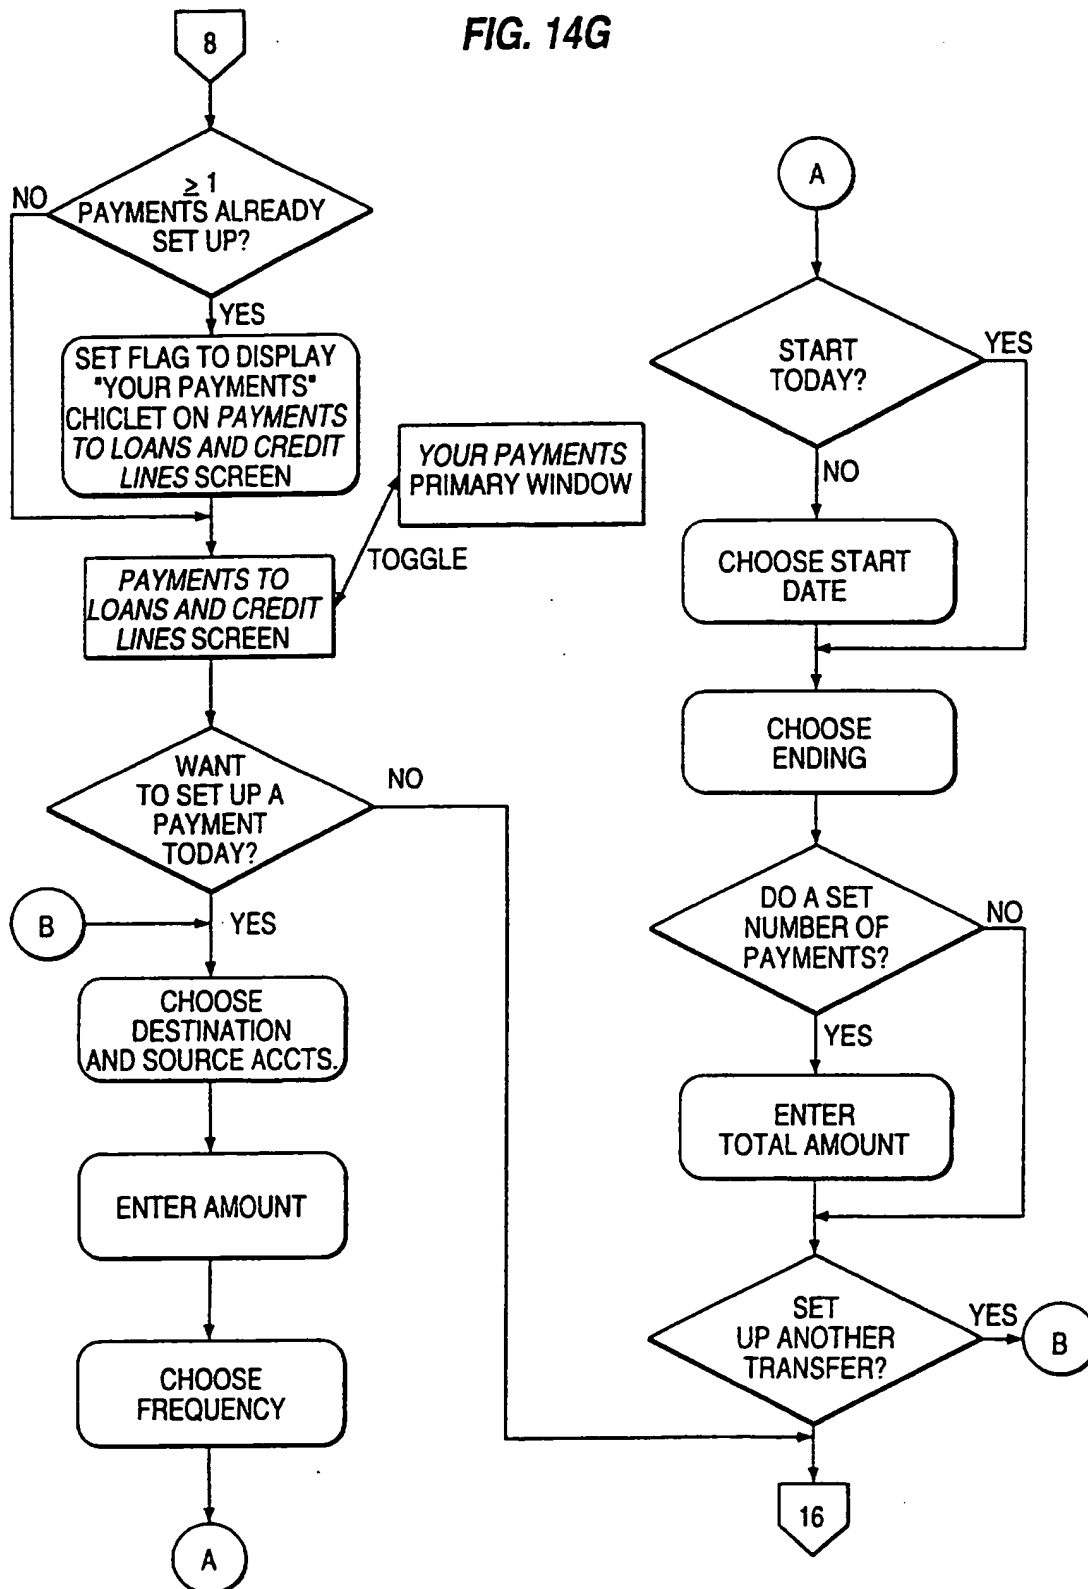 FIG. 14G
8
≥ 1
PAYMENTS ALREADY
SET UP?
NO
YES
SET FLAG TO DISPLAY
"YOUR PAYMENTS"
CHICLET ON PAYMENTS
TO LOANS AND CREDIT
LINES SCREEN
YOUR PAYMENTS
PRIMARY WINDOW
TOGGLE
PAYMENTS TO
LOANS AND CREDIT
LINES SCREEN
WANT
TO SET UP A
PAYMENT
TODAY?
NO
B
YES
CHOOSE
DESTINATION
AND SOURCE ACCTS.
ENTER AMOUNT
CHOOSE
FREQUENCY
A
A
START
TODAY?
YES
NO
CHOOSE START
DATE
CHOOSE
ENDING
DO A SET
NUMBER OF
PAYMENTS?
NO
YES
ENTER
TOTAL AMOUNT
SET
UP ANOTHER
TRANSFER?
YES
B
16